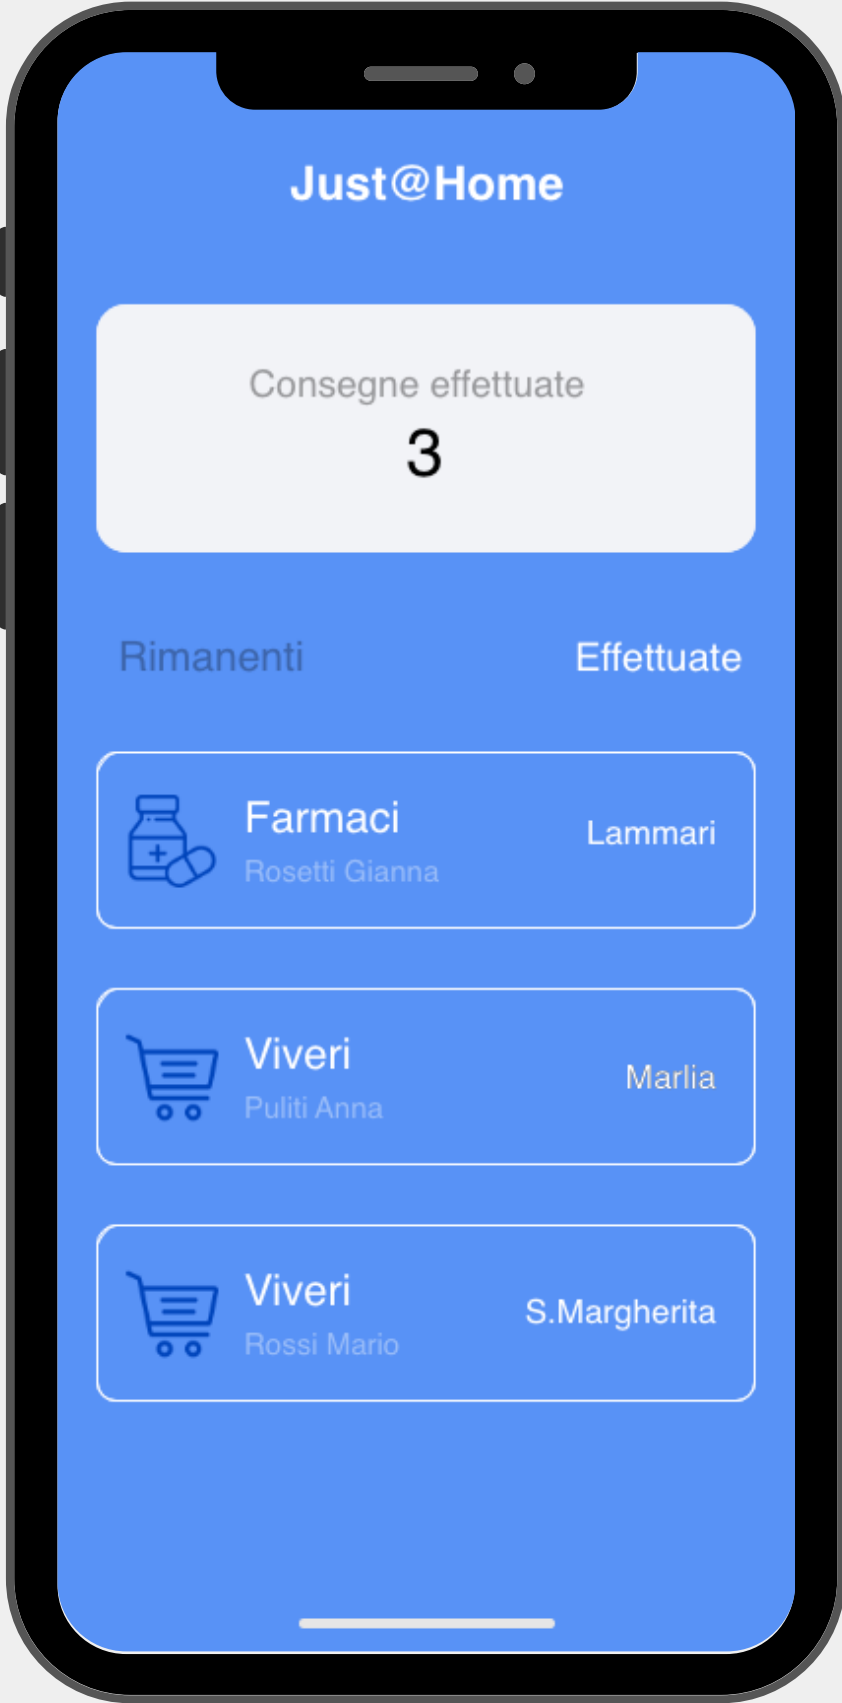 Just@Home
Consegne effettuate
3
Rimanenti Effettuate
Farmaci
Rosetti Gianna
Lammari
Viveri
Puliti Anna
Marlia
Viveri
Rossi Mario
S.Margherita